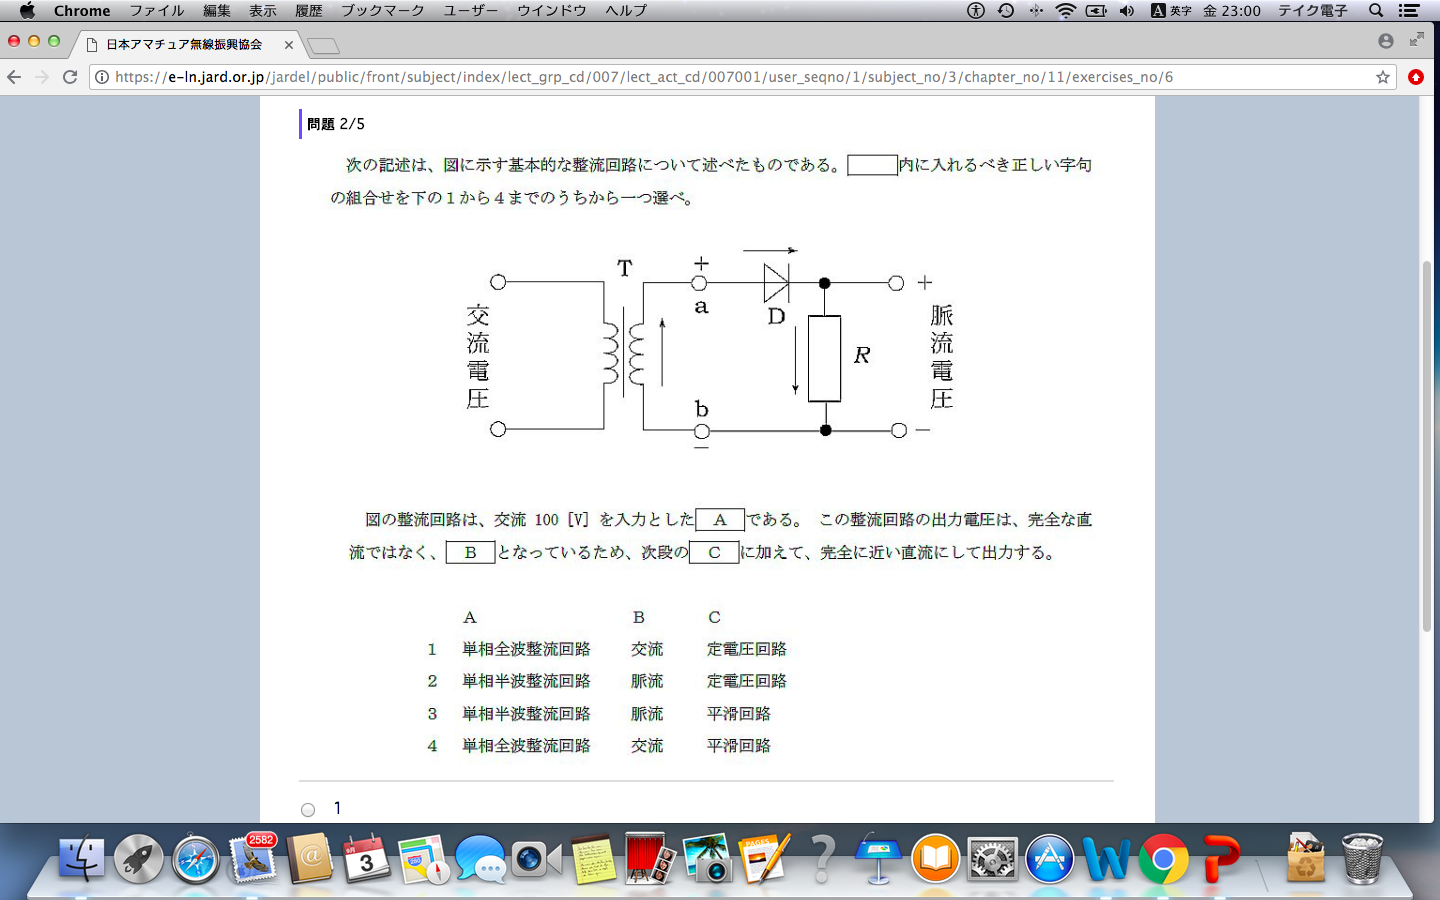 Chrome ファイル 編集 表示 履歴 ブックマーク ユーザー ウインドウ ヘルプ A 英字 金 23:00 テイク電子
日本アマチュア無線振興協会
https://e-ln.jard.or.jp/jardel/public/front/subject/index/lect_grp_cd/007/lect_act_cd/007001/user_seqno/1/subject_no/3/chapter_no/11/exercises_no/6
問題 2/5
次の記述は、図に示す基本的な整流回路について述べたものである。 内に入れるべき正しい字句
の組合せを下の1から4までのうちから一つ選べ。
T
+
a
D
+
交流電圧
R
脈流電圧
b
−
−
図の整流回路は、交流 100 [V] を入力とした A である。 この整流回路の出力電圧は、完全な直
流ではなく、 B となっているため、次段の C に加えて、完全に近い直流にして出力する。
A B C
1 単相全波整流回路 交流 定電圧回路
2 単相半波整流回路 脈流 定電圧回路
3 単相半波整流回路 脈流 平滑回路
4 単相全波整流回路 交流 平滑回路
1
2582
3
280
PAGES
?